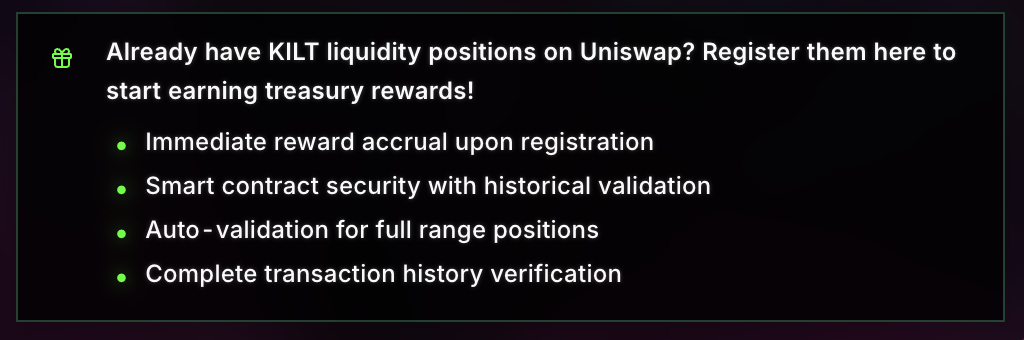 Already have KILT liquidity positions on Uniswap? Register them here to
start earning treasury rewards!
Immediate reward accrual upon registration
Smart contract security with historical validation
Auto-validation for full range positions
Complete transaction history verification